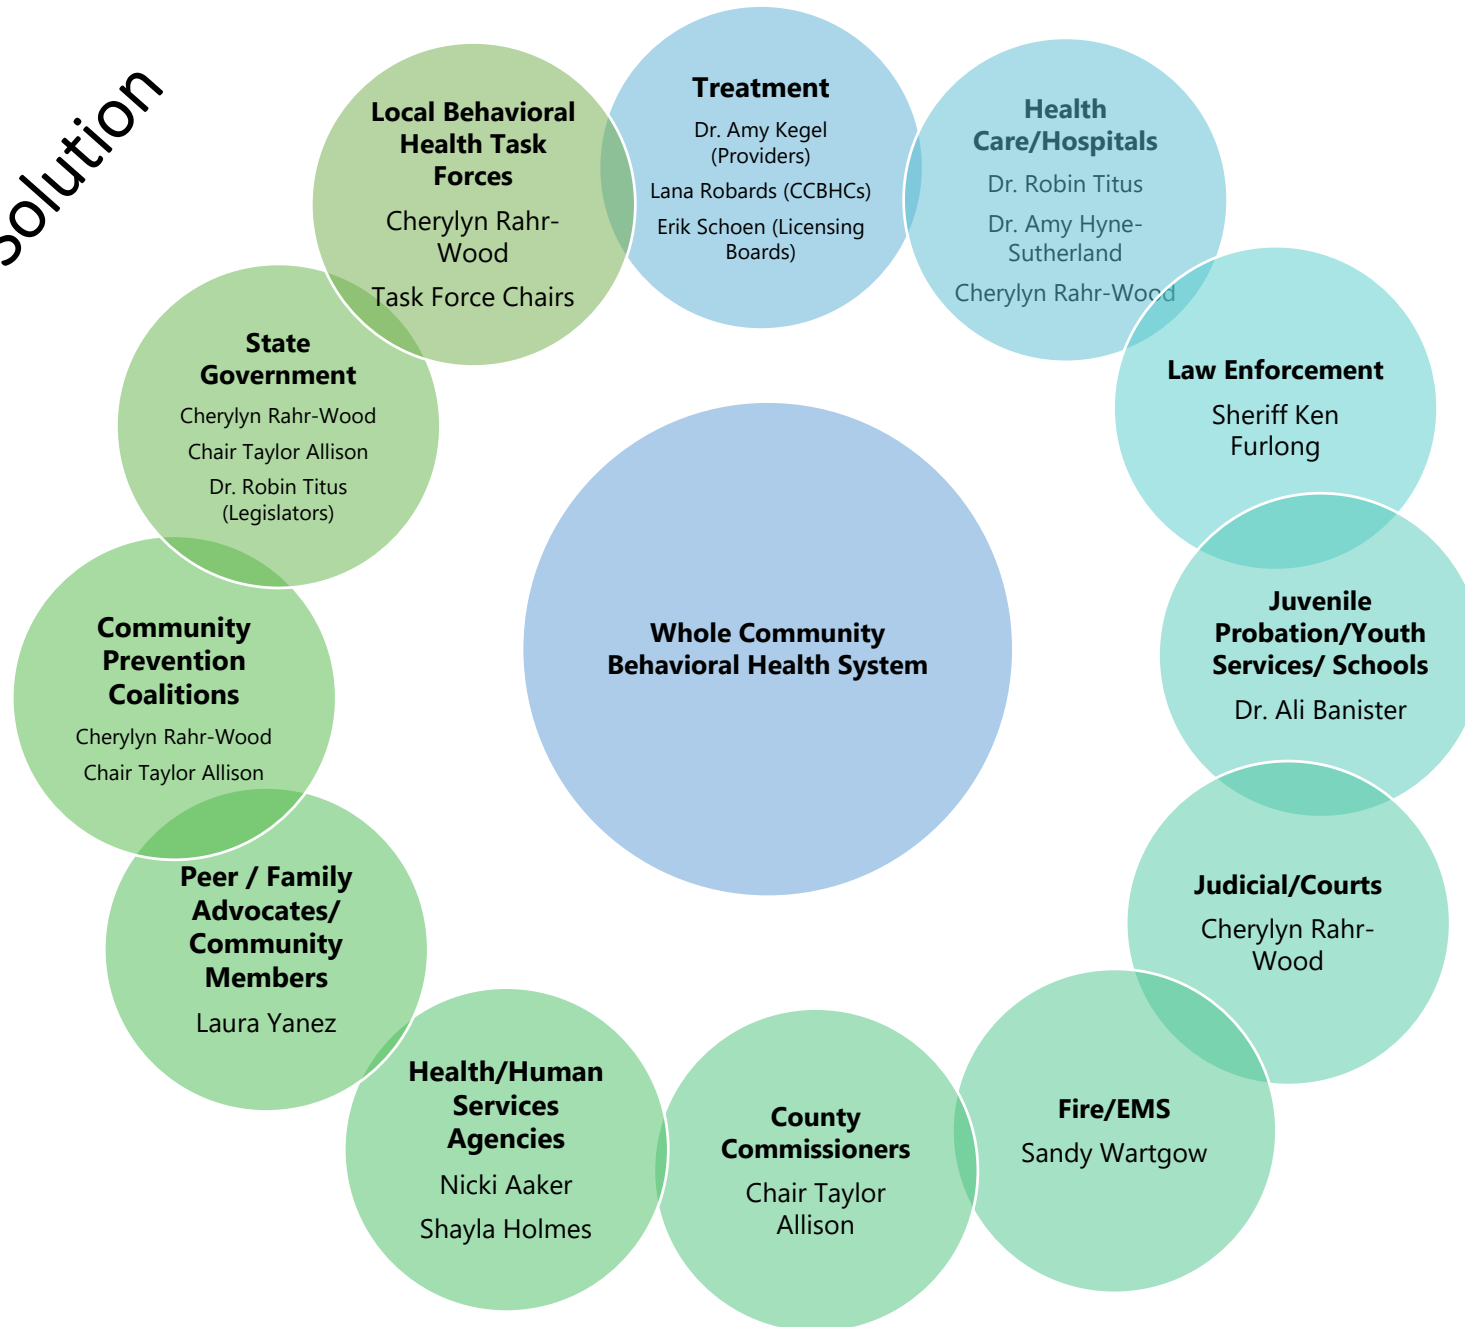 Solution
Treatment
Dr. Amy Kegel
(Providers)
Lana Robards (CCBHCs)
Erik Schoen (Licensing
Boards)
Health
Care/Hospitals
Dr. Robin Titus
Dr. Amy Hyne-
Sutherland
Cherylyn Rahr-Wood
Law Enforcement
Sheriff Ken
Furlong
Juvenile
Probation/Youth
Services/ Schools
Dr. Ali Banister
Judicial/Courts
Cherylyn Rahr-
Wood
Fire/EMS
Sandy Wartgow
County
Commissioners
Chair Taylor
Allison
Health/Human
Services
Agencies
Nicki Aaker
Shayla Holmes
Peer / Family
Advocates/
Community
Members
Laura Yanez
Community
Prevention
Coalitions
Cherylyn Rahr-Wood
Chair Taylor Allison
State
Government
Cherylyn Rahr-Wood
Chair Taylor Allison
Dr. Robin Titus
(Legislators)
Local Behavioral
Health Task
Forces
Cherylyn Rahr-
Wood
Task Force Chairs
Whole Community
Behavioral Health System